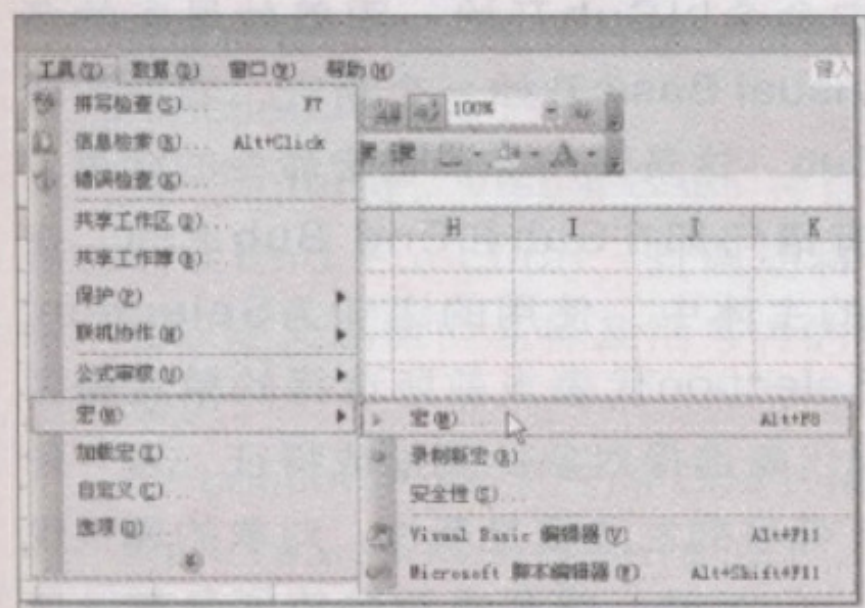 工具(T) 数据(D) 窗口(W) 帮助(H) 键入
拼写检查(S)... F7
信息检索(R)... Alt+Click
错误检查(K)...
100%
共享工作区(D)...
共享工作簿(B)...
保护(P)
联机协作(N)
公式审核(U)
宏(M)
加载宏(I)...
自定义(C)...
选项(O)...
H I J K
宏(M)... Alt+F8
录制新宏(R)...
安全性(S)...
Visual Basic 编辑器(V) Alt+F11
Microsoft 脚本编辑器(E) Alt+Shift+F11